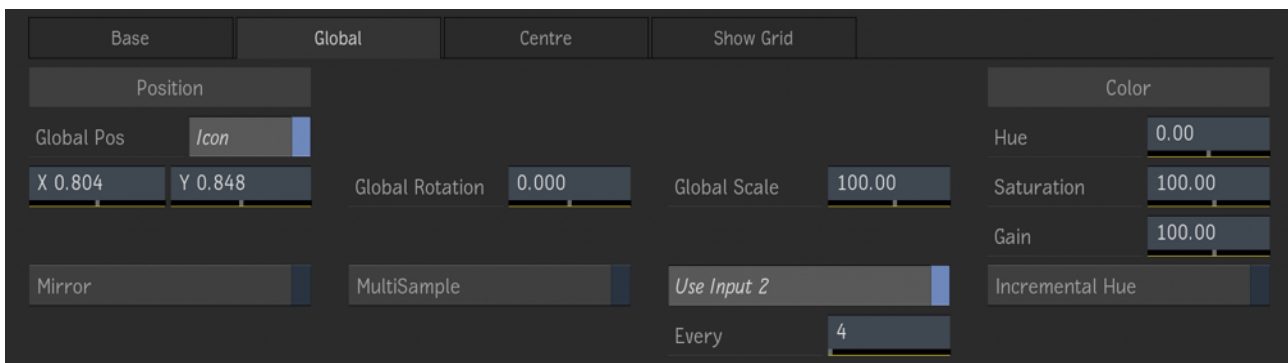 Base Global Centre Show Grid
Position Color
Global Pos Icon Hue 0.00
X 0.804 Y 0.848 Global Rotation 0.000 Global Scale 100.00 Saturation 100.00
Gain 100.00
Mirror MultiSample Use Input 2 Incremental Hue
Every 4